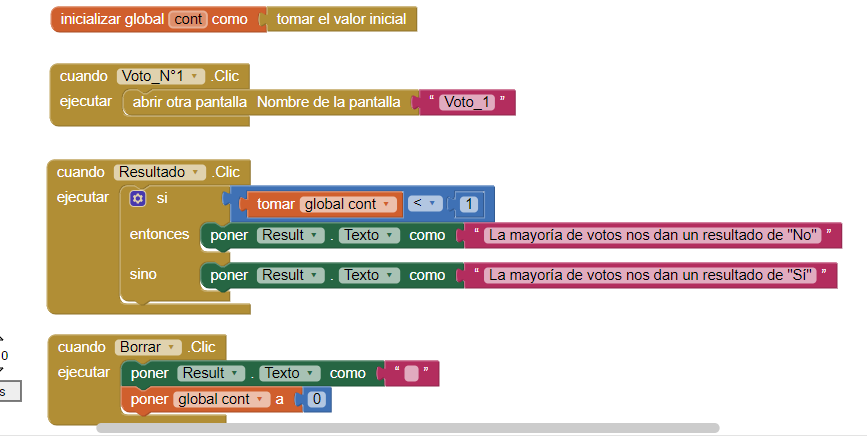 inicializar global cont como tomar el valor inicial
cuando Voto_N°1 .Clic
ejecutar abrir otra pantalla Nombre de la pantalla " Voto_1 "
cuando Resultado .Clic
ejecutar si tomar global cont < 1
entonces poner Result . Texto como " La mayoría de votos nos dan un resultado de "No" "
sino poner Result . Texto como " La mayoría de votos nos dan un resultado de "Sí" "
cuando Borrar .Clic
0
ejecutar poner Result . Texto como " "
s
poner global cont a 0